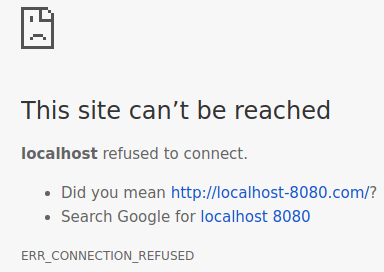 This site can’t be reached
localhost refused to connect.
• Did you mean http://localhost-8080.com/?
• Search Google for localhost 8080
ERR_CONNECTION_REFUSED